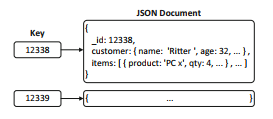 JSON Document
Key
{
_id: 12338,
12338
customer: { name: 'Ritter', age: 32, ... } ,
items: [ { product: 'PC x', qty: 4, ... } , ... ]
}
12339
{ ... }